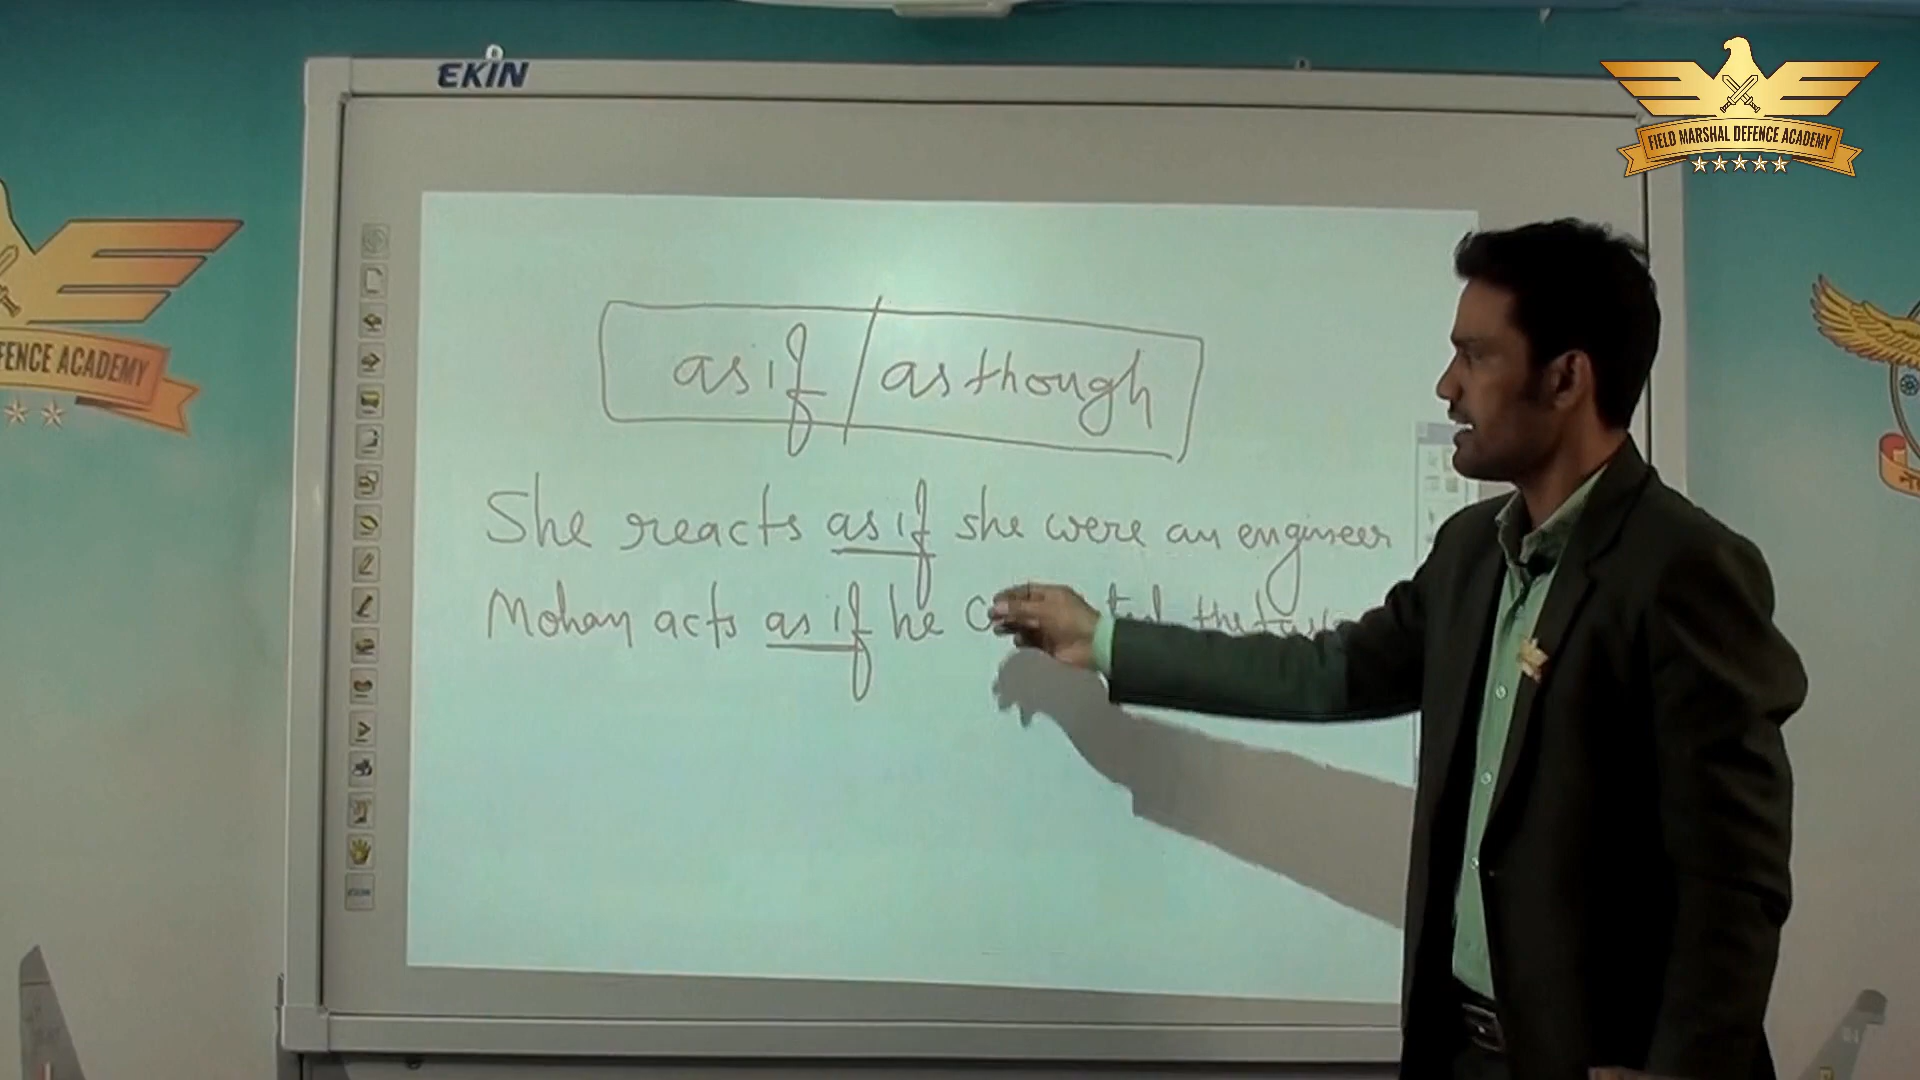 EKIN
FIELD MARSHAL DEFENCE ACADEMY
as if / as though
FENCE ACADEMY
She reacts as if she were an engineer
Mohan acts as if he the